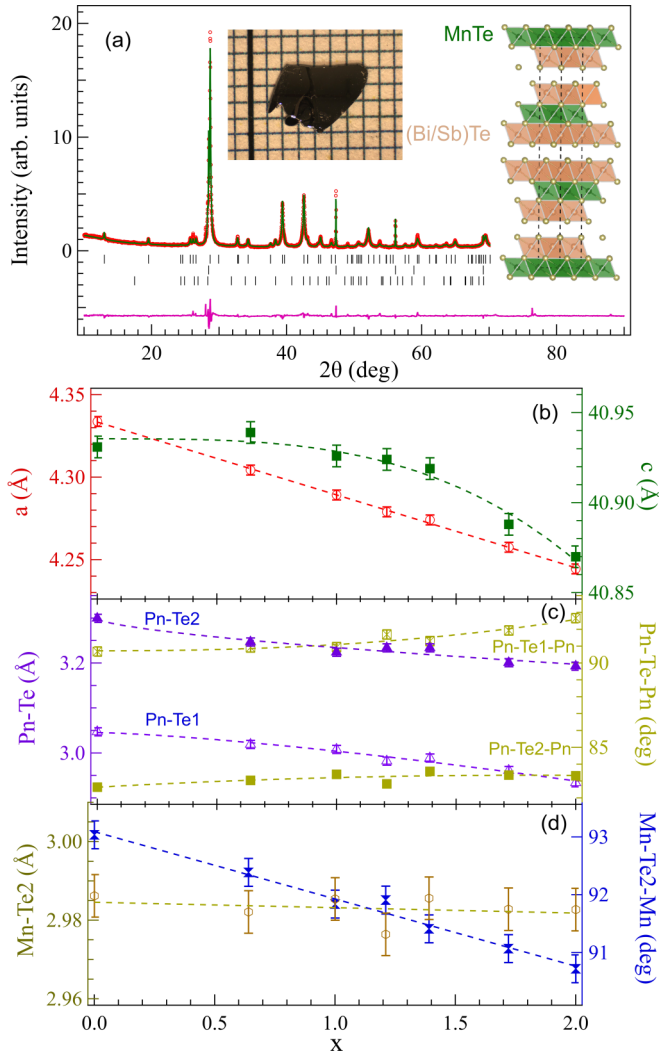 (a)
MnTe
(Bi/Sb)Te
Intensity (arb. units)
20
10
0
20
40
60
80
2θ (deg)
(b)
4.35
4.30
4.25
a (Å)
40.95
40.90
40.85
c (Å)
(c)
Pn-Te2
Pn-Te1-Pn
Pn-Te1
Pn-Te2-Pn
3.2
3.0
Pn-Te (Å)
90
85
Pn-Te-Pn
(deg)
(d)
3.00
2.98
2.96
Mn-Te2 (Å)
93
92
91
Mn-Te2-Mn
(deg)
0.0
0.5
1.0
1.5
2.0
x